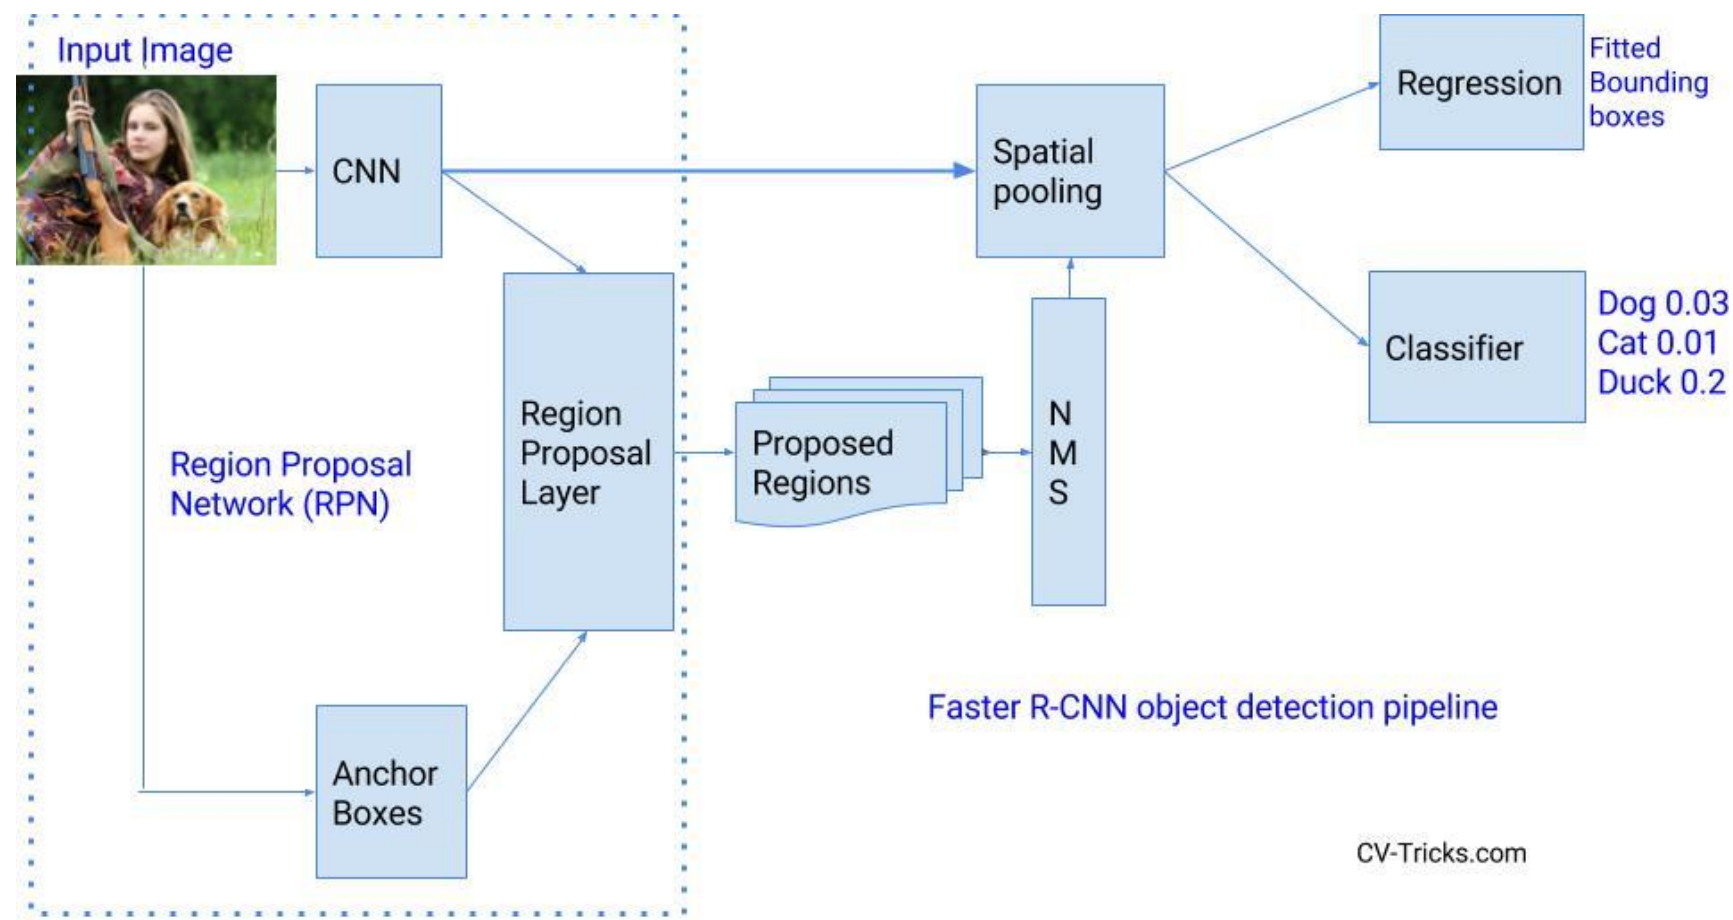 Input Image
CNN
Spatial
pooling
Regression
Fitted
Bounding
boxes
Classifier
Dog 0.03
Cat 0.01
Duck 0.2
Region Proposal
Network (RPN)
Region
Proposal
Layer
Proposed
Regions
N
M
S
Anchor
Boxes
Faster R-CNN object detection pipeline
CV-Tricks.com